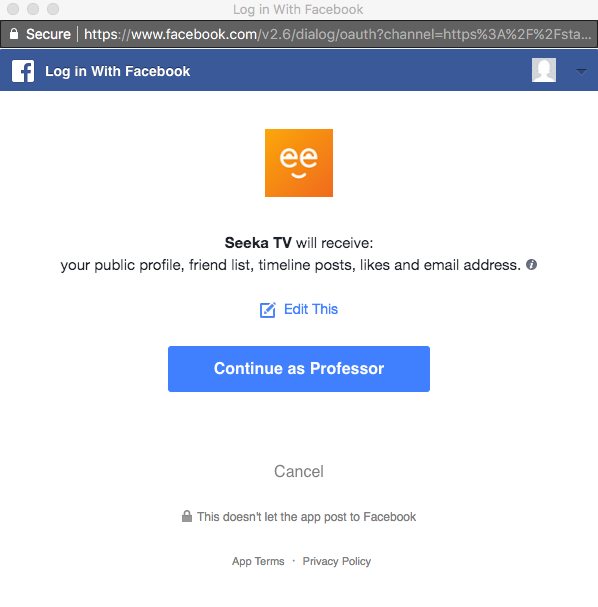 Log in With Facebook
Secure | https://www.facebook.com/v2.6/dialog/oauth?channel=https%3A%2F%2Fsta...
f Log in With Facebook
ee
Seeka TV will receive:
your public profile, friend list, timeline posts, likes and email address. i
Edit This
Continue as Professor
Cancel
This doesn't let the app post to Facebook
App Terms · Privacy Policy